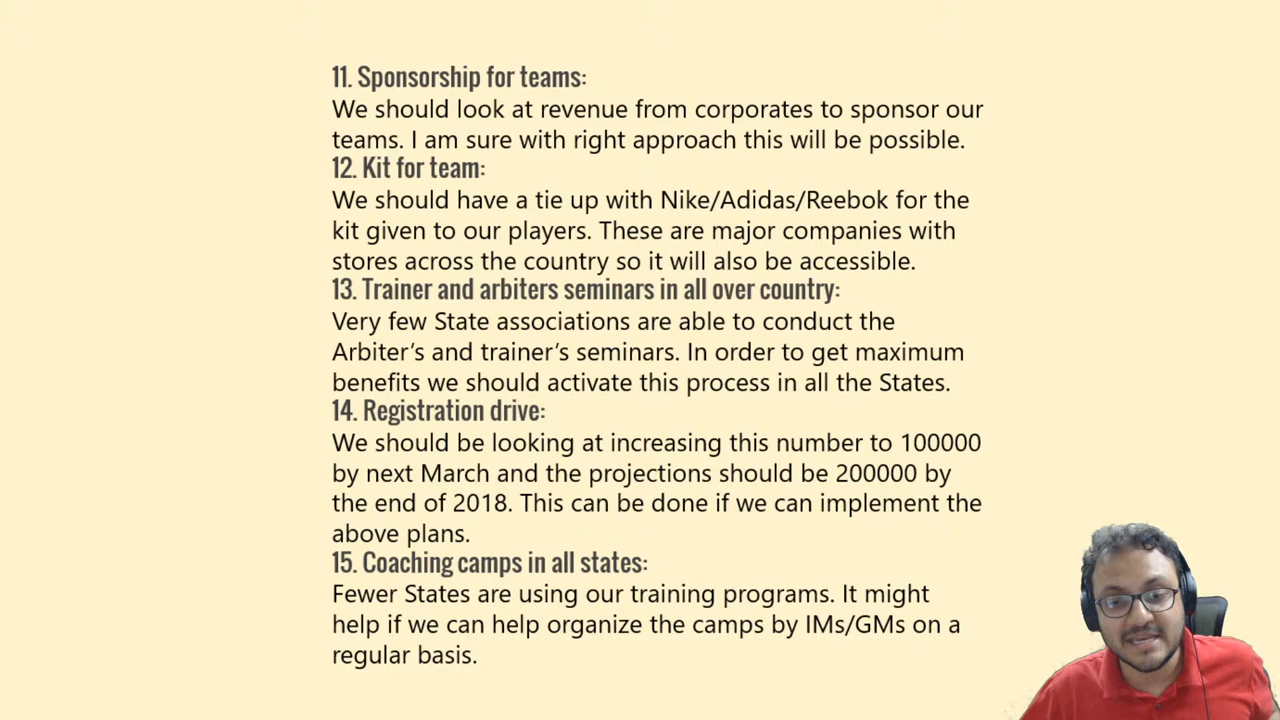 11. Sponsorship for teams:
We should look at revenue from corporates to sponsor our
teams. I am sure with right approach this will be possible.
12. Kit for team:
We should have a tie up with Nike/Adidas/Reebok for the
kit given to our players. These are major companies with
stores across the country so it will also be accessible.
13. Trainer and arbiters seminars in all over country:
Very few State associations are able to conduct the
Arbiter’s and trainer’s seminars. In order to get maximum
benefits we should activate this process in all the States.
14. Registration drive:
We should be looking at increasing this number to 100000
by next March and the projections should be 200000 by
the end of 2018. This can be done if we can implement the
above plans.
15. Coaching camps in all states:
Fewer States are using our training programs. It might
help if we can help organize the camps by IMs/GMs on a
regular basis.